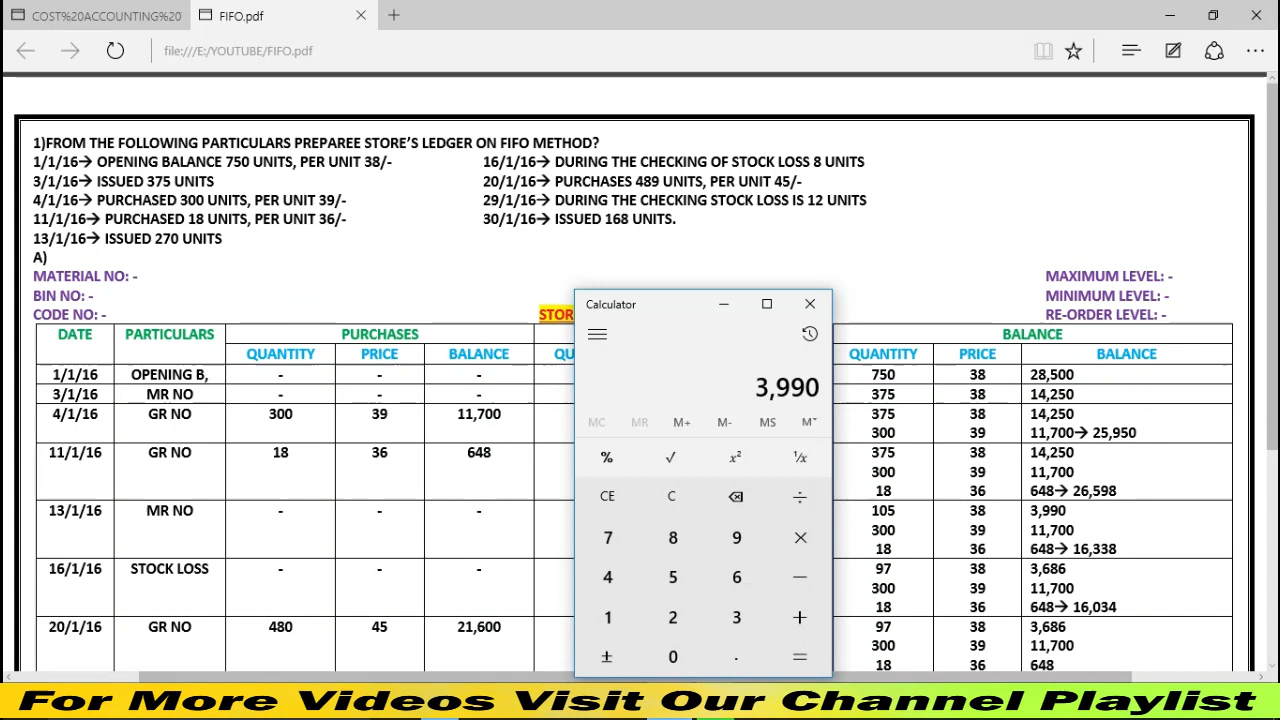 COST%20ACCOUNTING%20
FIFO.pdf
file:///E:/YOUTUBE/FIFO.pdf
1)FROM THE FOLLOWING PARTICULARS PREPAREE STORE'S LEDGER ON FIFO METHOD?
1/1/16→ OPENING BALANCE 750 UNITS, PER UNIT 38/-
3/1/16→ ISSUED 375 UNITS
4/1/16→ PURCHASED 300 UNITS, PER UNIT 39/-
11/1/16→ PURCHASED 18 UNITS, PER UNIT 36/-
13/1/16→ ISSUED 270 UNITS
16/1/16→ DURING THE CHECKING OF STOCK LOSS 8 UNITS
20/1/16→ PURCHASES 489 UNITS, PER UNIT 45/-
29/1/16→ DURING THE CHECKING STOCK LOSS IS 12 UNITS
30/1/16→ ISSUED 168 UNITS.
A)
MATERIAL NO: -
BIN NO: -
CODE NO: -
STOR
MAXIMUM LEVEL: -
MINIMUM LEVEL: -
RE-ORDER LEVEL: -
DATE PARTICULARS PURCHASES BALANCE
QUANTITY PRICE BALANCE QU QUANTITY PRICE BALANCE
1/1/16 OPENING B, - - - 750 38 28,500
3/1/16 MR NO - - - 375 38 14,250
4/1/16 GR NO 300 39 11,700 375 38 14,250
300 39 11,700→ 25,950
11/1/16 GR NO 18 36 648 375 38 14,250
300 39 11,700
18 36 648→ 26,598
13/1/16 MR NO - - - 105 38 3,990
300 39 11,700
18 36 648→ 16,338
16/1/16 STOCK LOSS - - - 97 38 3,686
300 39 11,700
18 36 648→ 16,034
20/1/16 GR NO 480 45 21,600 97 38 3,686
300 39 11,700
18 36 648
Calculator
3,990
MC MR M+ M- MS M˅
% √ x² ¹/x
CE C ⌫ ÷
7 8 9 ×
4 5 6 −
1 2 3 +
± 0 . =
For More Videos Visit Our Channel Playlist